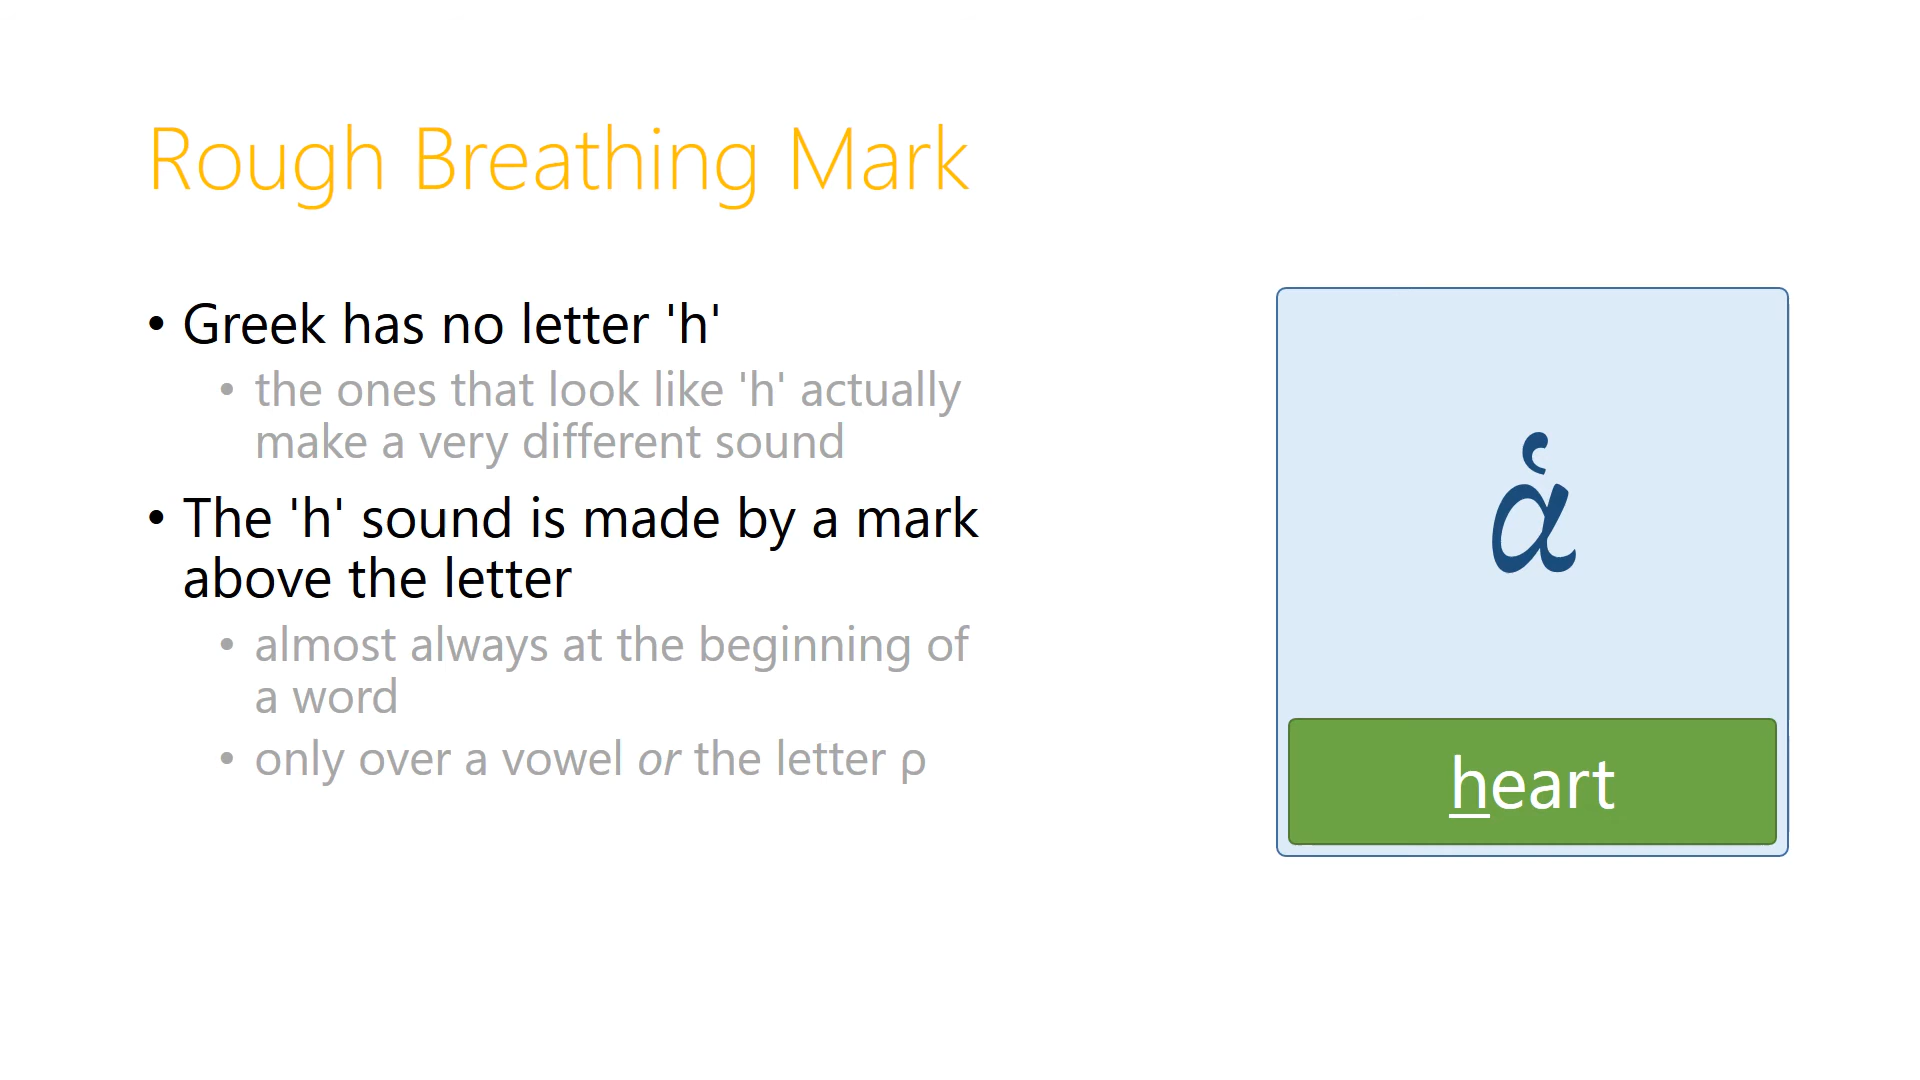 Rough Breathing Mark
• Greek has no letter 'h'
• the ones that look like 'h' actually
make a very different sound
• The 'h' sound is made by a mark
above the letter
• almost always at the beginning of
a word
• only over a vowel or the letter ρ
ἁ
heart